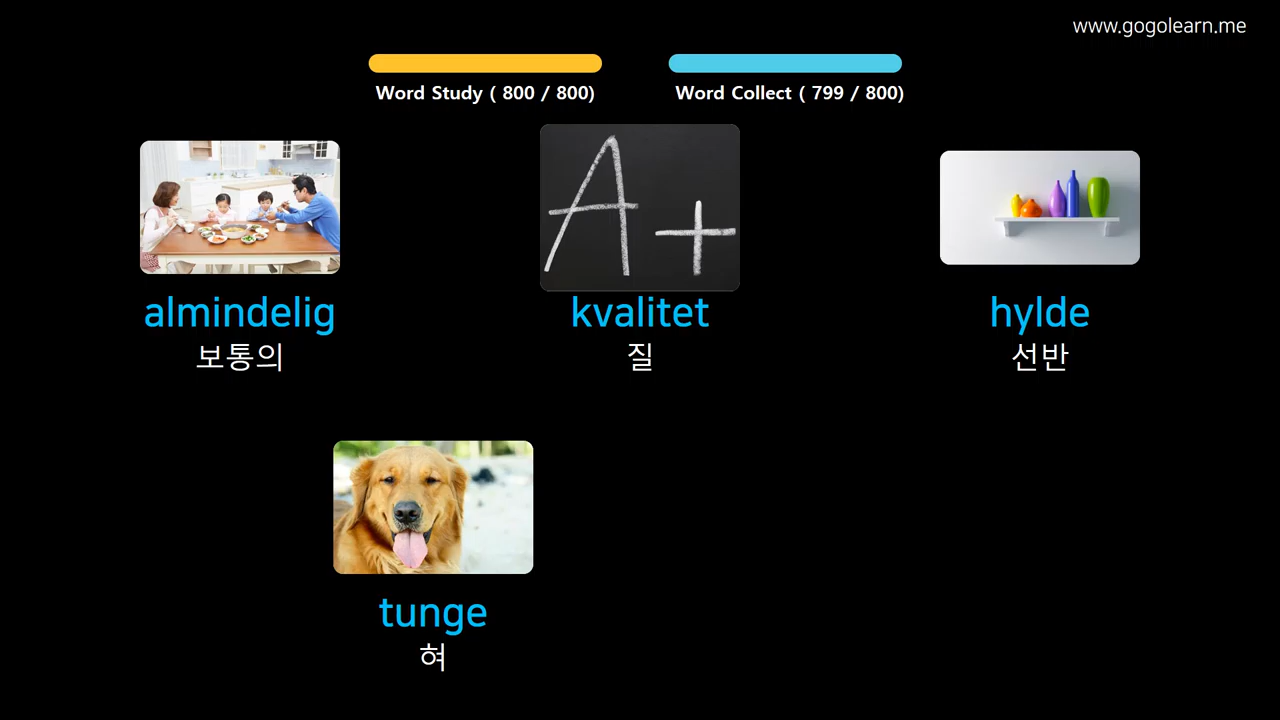 www.gogolearn.me
Word Study ( 800 / 800)
Word Collect ( 799 / 800)
A+
almindelig
보통의
kvalitet
질
hylde
선반
tunge
혀